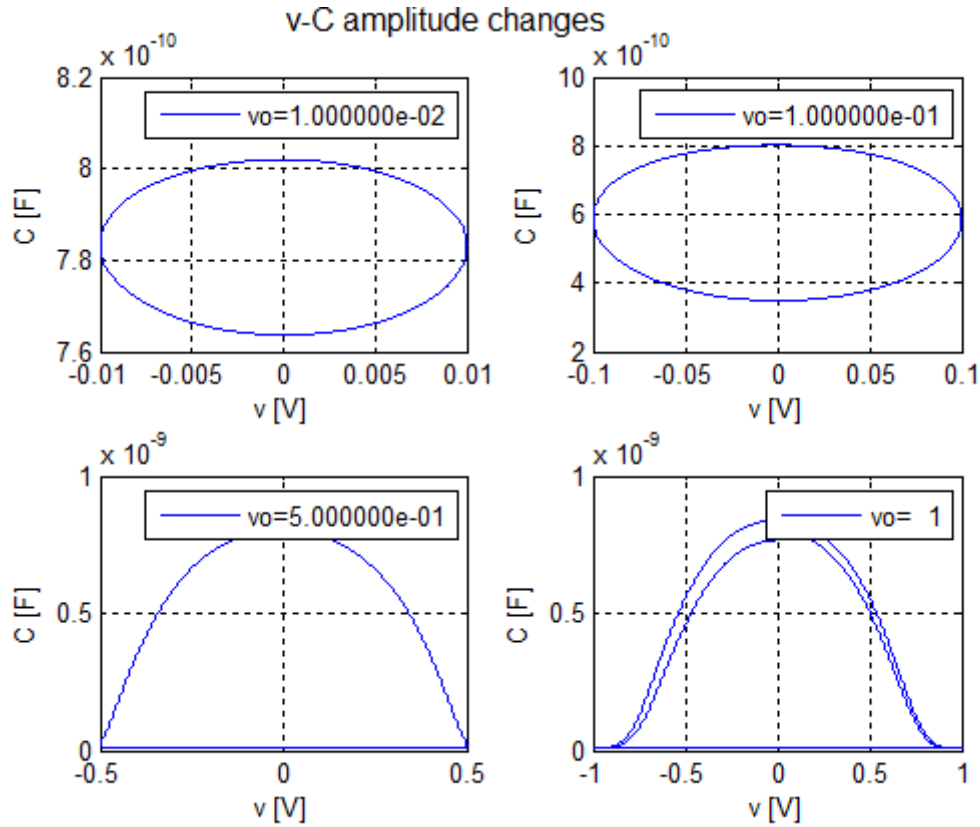 v-C amplitude changes
x 10^-10
8.2
8
7.8
7.6
C [F]
vo=1.000000e-02
-0.01 -0.005 0 0.005 0.01
v [V]
x 10^-10
10
8
6
4
2
C [F]
vo=1.000000e-01
-0.1 -0.05 0 0.05 0.1
v [V]
x 10^-9
1
0.5
0
C [F]
vo=5.000000e-01
-0.5 0 0.5
v [V]
x 10^-9
1
0.5
0
C [F]
vo= 1
-1 -0.5 0 0.5 1
v [V]